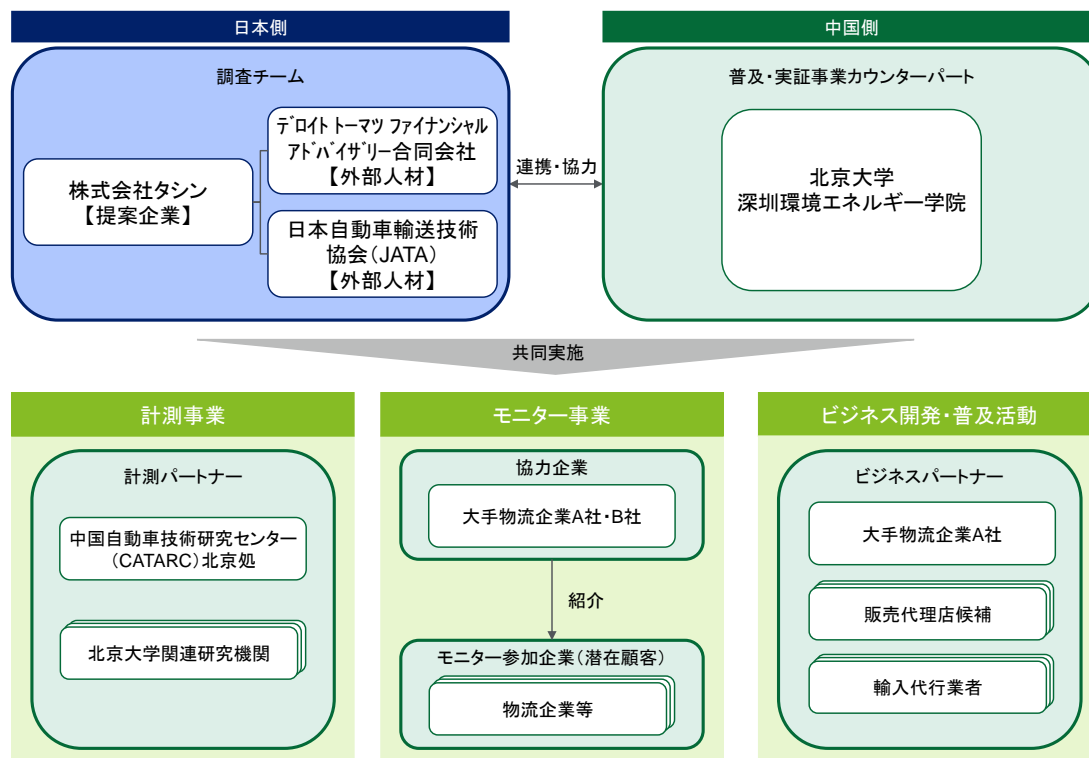 日本側
調査チーム
株式会社タシン
【提案企業】
ﾃﾞﾛｲﾄ ﾄｰﾏﾂ ﾌｧｲﾅﾝｼｬﾙ
ｱﾄﾞﾊﾞｲｻﾞﾘｰ合同会社
【外部人材】
日本自動車輸送技術
協会(JATA)
【外部人材】
連携・協力
中国側
普及・実証事業カウンターパート
北京大学
深圳環境エネルギー学院
共同実施
計測事業
計測パートナー
中国自動車技術研究センター
(CATARC)北京処
北京大学関連研究機関
モニター事業
協力企業
大手物流企業A社・B社
紹介
モニター参加企業(潜在顧客)
物流企業等
ビジネス開発・普及活動
ビジネスパートナー
大手物流企業A社
販売代理店候補
輸入代行業者